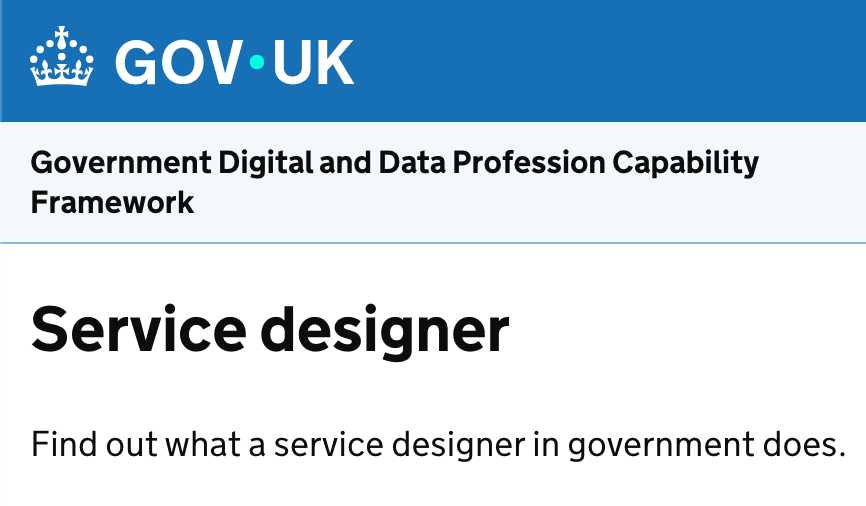 GOV·UK
Government Digital and Data Profession Capability
Framework
Service designer
Find out what a service designer in government does.